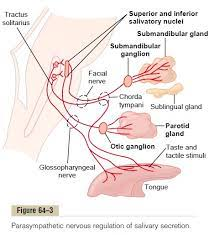 Tractus
solitarius
Superior and inferior
salivatory nuclei
Submandibular gland
Submandibular
ganglion
Facial
nerve
Chorda
tympani
Sublingual gland
Parotid
gland
Otic ganglion
Taste and
tactile stimuli
Glossopharyngeal
nerve
Tongue
Figure 64–3
Parasympathetic nervous regulation of salivary secretion.